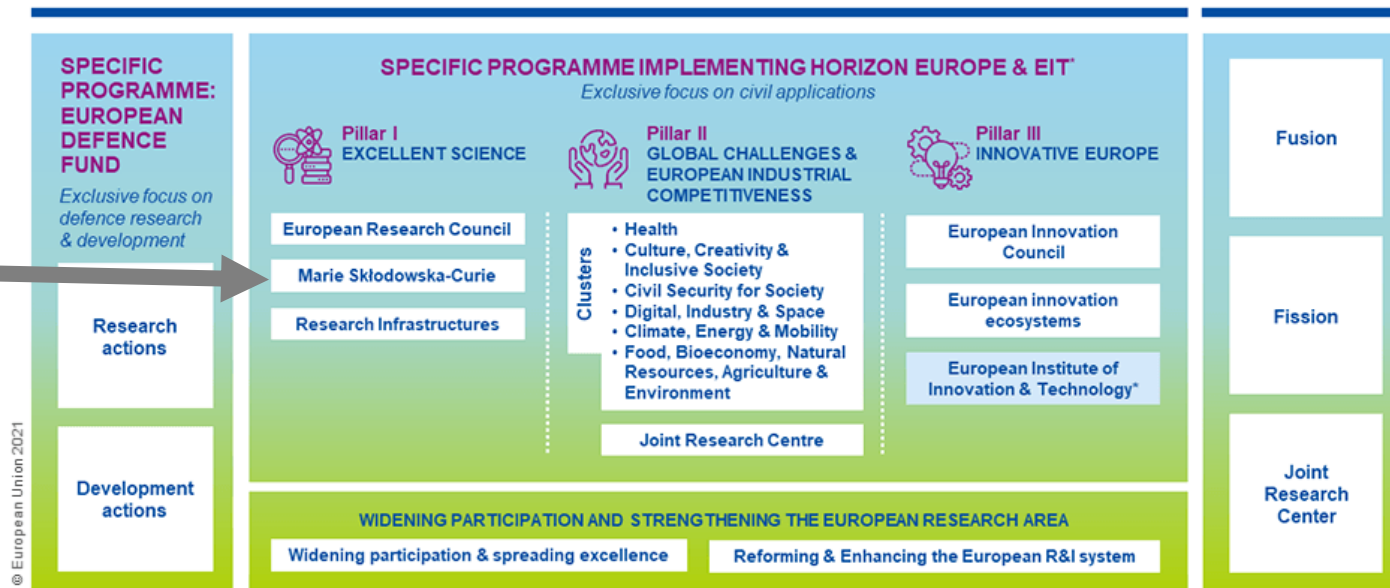 SPECIFIC
PROGRAMME:
EUROPEAN
DEFENCE
FUND
Exclusive focus on
defence research
& development
Research
actions
Development
actions
SPECIFIC PROGRAMME IMPLEMENTING HORIZON EUROPE & EIT*
Exclusive focus on civil applications
Pillar I
EXCELLENT SCIENCE
European Research Council
Marie Skłodowska-Curie
Research Infrastructures
Pillar II
GLOBAL CHALLENGES &
EUROPEAN INDUSTRIAL
COMPETITIVENESS
Clusters
• Health
• Culture, Creativity &
Inclusive Society
• Civil Security for Society
• Digital, Industry & Space
• Climate, Energy & Mobility
• Food, Bioeconomy, Natural
Resources, Agriculture &
Environment
Joint Research Centre
Pillar III
INNOVATIVE EUROPE
European Innovation
Council
European innovation
ecosystems
European Institute of
Innovation & Technology*
WIDENING PARTICIPATION AND STRENGTHENING THE EUROPEAN RESEARCH AREA
Widening participation & spreading excellence
Reforming & Enhancing the European R&I system
Fusion
Fission
Joint
Research
Center
© European Union 2021